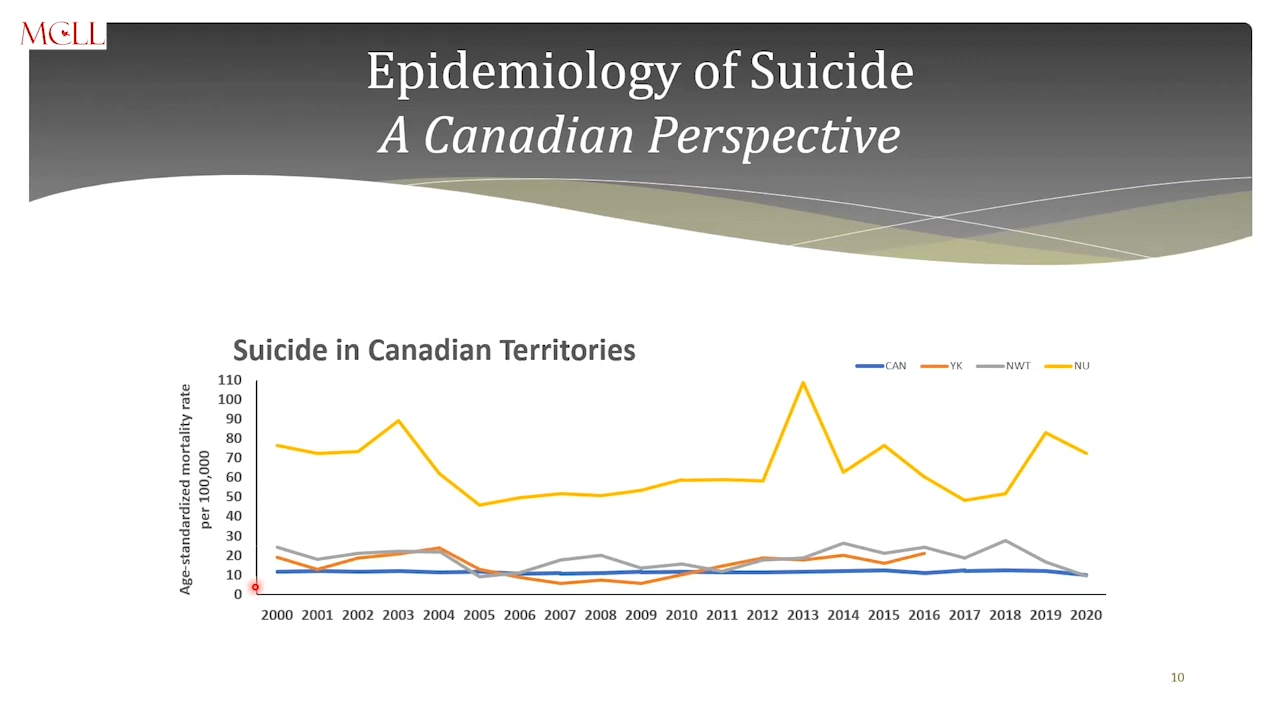 MCLL
Epidemiology of Suicide
A Canadian Perspective
Suicide in Canadian Territories
CAN YK NWT NU
Age-standardized mortality rate
per 100,000
110
100
90
80
70
60
50
40
30
20
10
0
2000 2001 2002 2003 2004 2005 2006 2007 2008 2009 2010 2011 2012 2013 2014 2015 2016 2017 2018 2019 2020
10